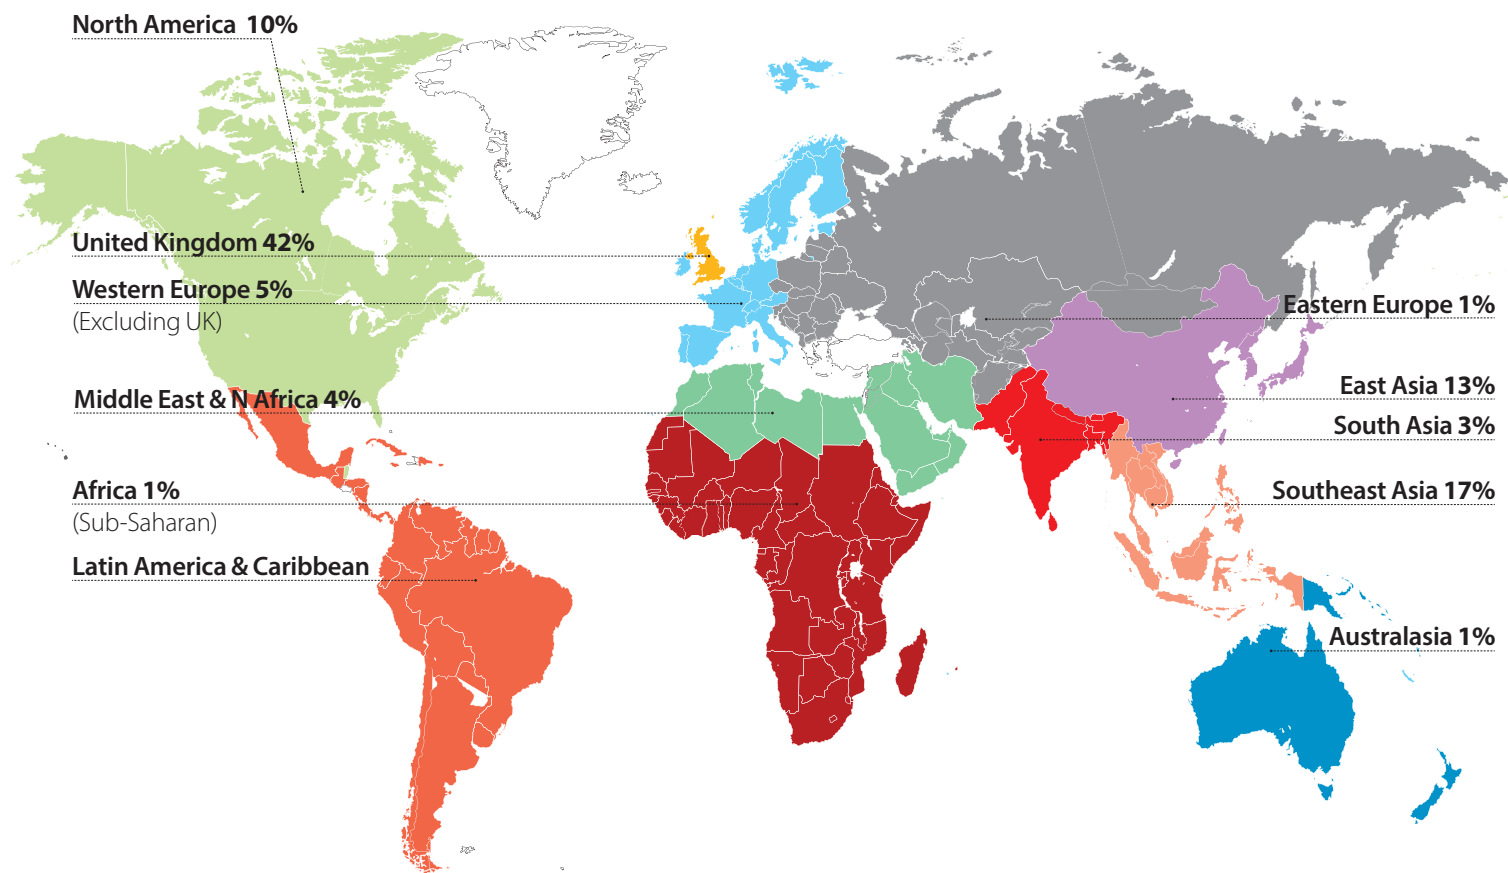 North America 10%
United Kingdom 42%
Western Europe 5%
(Excluding UK)
Middle East & N Africa 4%
Africa 1%
(Sub-Saharan)
Latin America & Caribbean
Eastern Europe 1%
East Asia 13%
South Asia 3%
Southeast Asia 17%
Australasia 1%